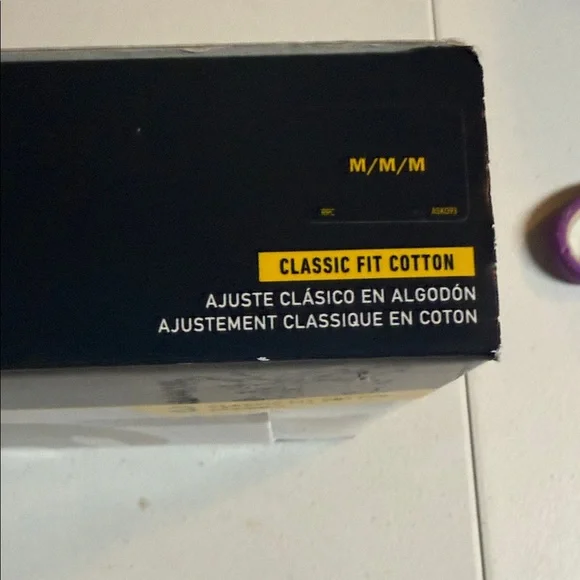 M/M/M
CLASSIC FIT COTTON
AJUSTE CLÁSICO EN ALGODÓN
AJUSTEMENT CLASSIQUE EN COTON